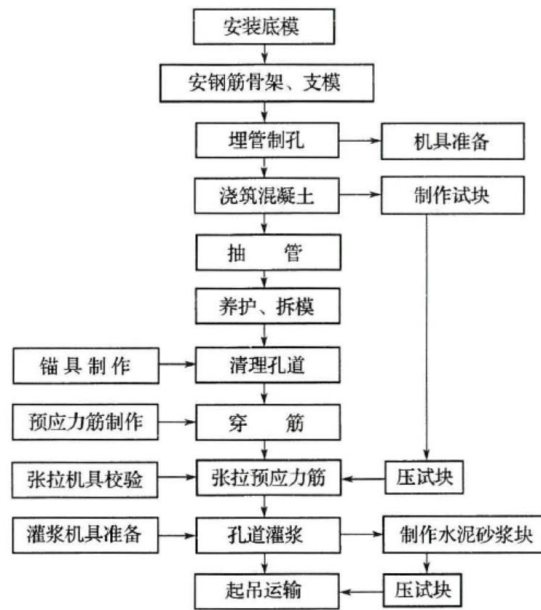 安装底模
安钢筋骨架、支模
埋管制孔
机具准备
浇筑混凝土
制作试块
抽 管
养护、拆模
锚具制作
清理孔道
预应力筋制作
穿 筋
张拉机具校验
张拉预应力筋
压试块
灌浆机具准备
孔道灌浆
制作水泥砂浆块
起吊运输
压试块